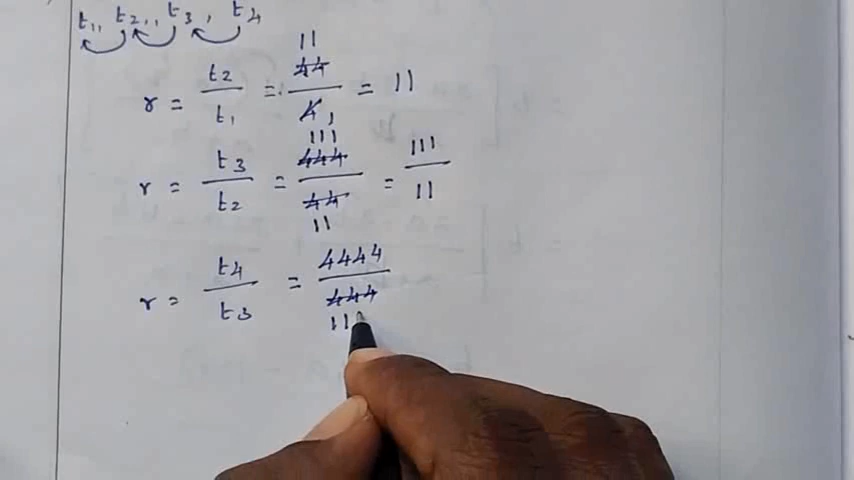 t1, t2, t3, t4
r = t2/t1 = 44/4 = 11
11
1
r = t3/t2 = 444/44 = 111/11
111
11
r = t4/t3 = 4444/444
11